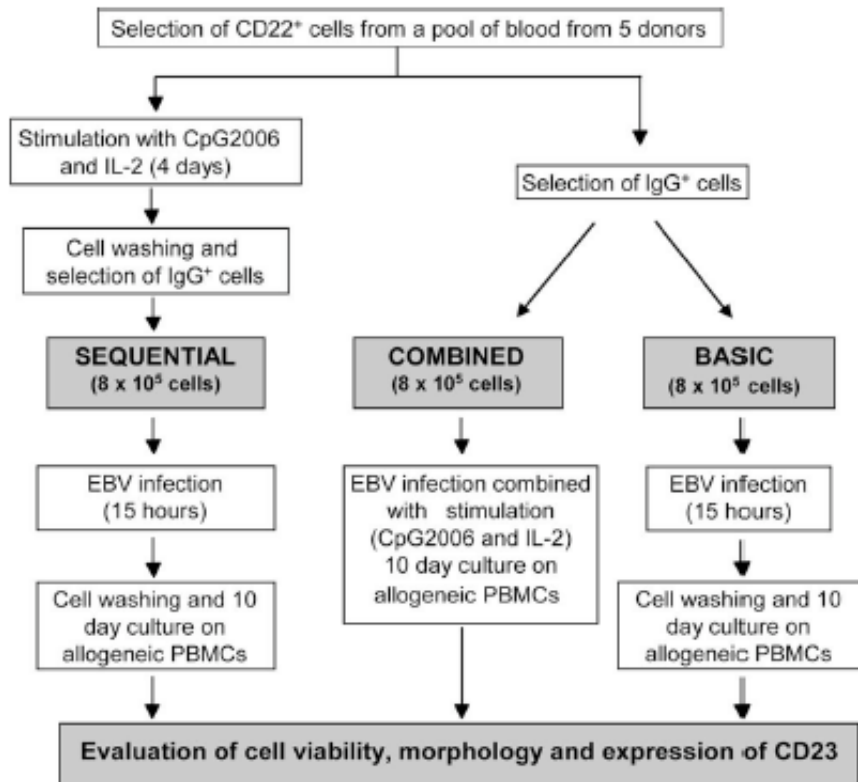 Selection of CD22⁺ cells from a pool of blood from 5 donors
Stimulation with CpG2006
and IL-2 (4 days)
Selection of IgG⁺ cells
Cell washing and
selection of IgG⁺ cells
SEQUENTIAL
(8 x 10⁵ cells)
COMBINED
(8 x 10⁵ cells)
BASIC
(8 x 10⁵ cells)
EBV infection
(15 hours)
EBV infection combined
with stimulation
(CpG2006 and IL-2)
10 day culture on
allogeneic PBMCs
EBV infection
(15 hours)
Cell washing and 10
day culture on
allogeneic PBMCs
Cell washing and 10
day culture on
allogeneic PBMCs
Evaluation of cell viability, morphology and expression of CD23